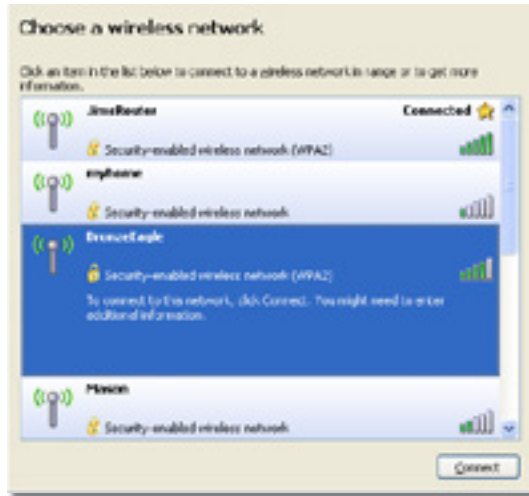 Choose a wireless network
Click an item in the list below to connect to a wireless network in range or to get more
information.
JimsRouter Connected
Security-enabled wireless network (WPA2)
myhome
Security-enabled wireless network
BronzeEagle
Security-enabled wireless network (WPA2)
To connect to this network, click Connect. You might need to enter
additional information.
Mason
Security-enabled wireless network
Connect